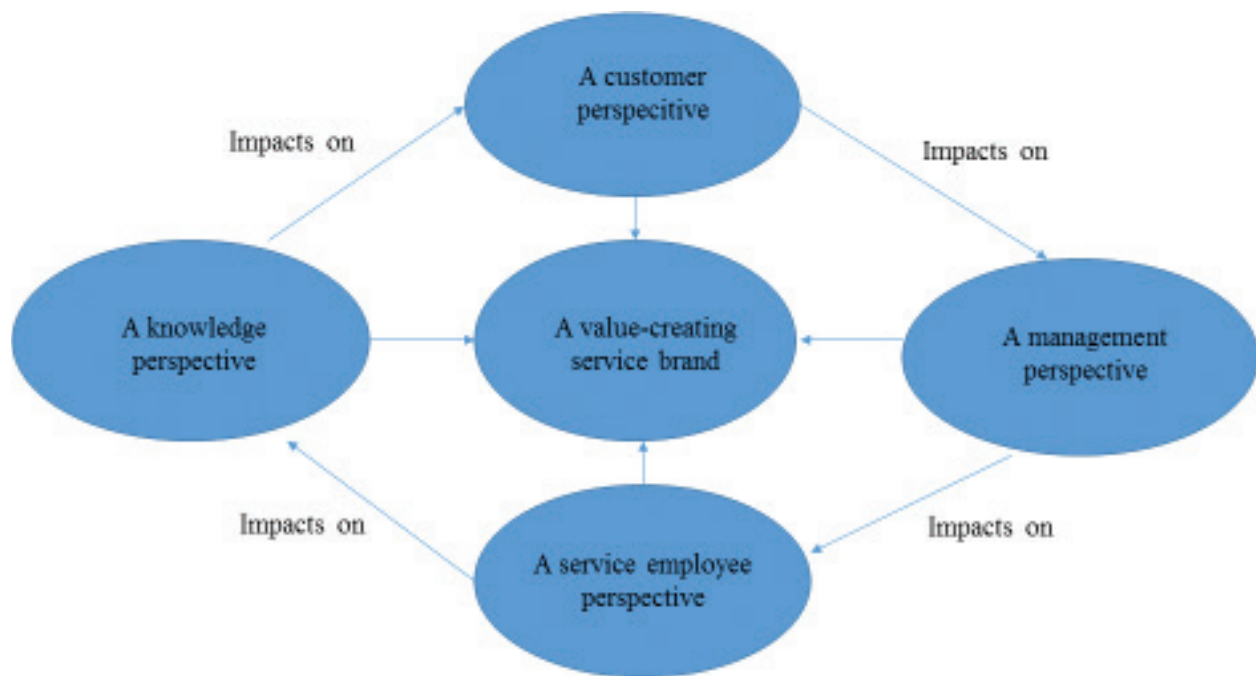 A customer
perspecitive
Impacts on
Impacts on
A knowledge
perspective
A value-creating
service brand
A management
perspective
Impacts on
Impacts on
A service employee
perspective